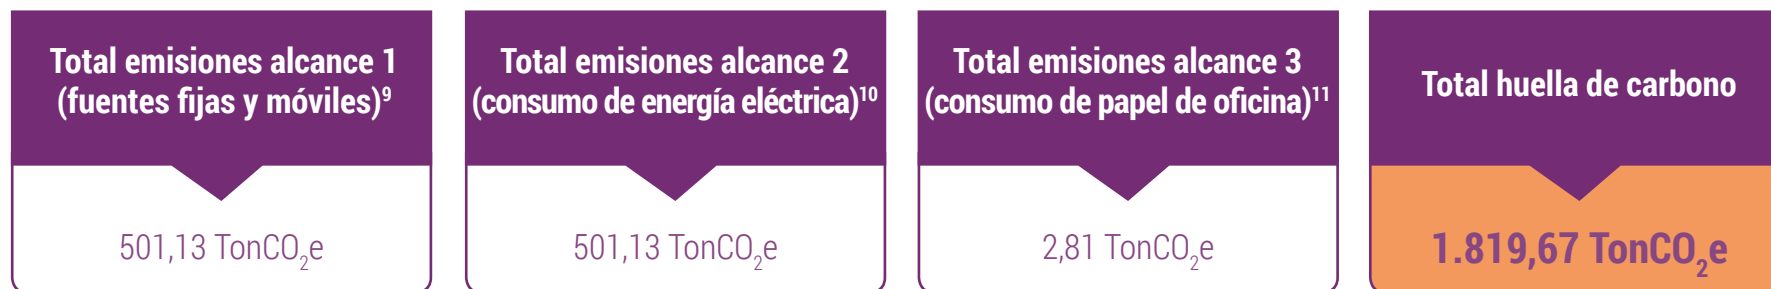 Total emisiones alcance 1
(fuentes fijas y móviles)⁹
501,13 TonCO₂e
Total emisiones alcance 2
(consumo de energía eléctrica)¹⁰
501,13 TonCO₂e
Total emisiones alcance 3
(consumo de papel de oficina)¹¹
2,81 TonCO₂e
Total huella de carbono
1.819,67 TonCO₂e